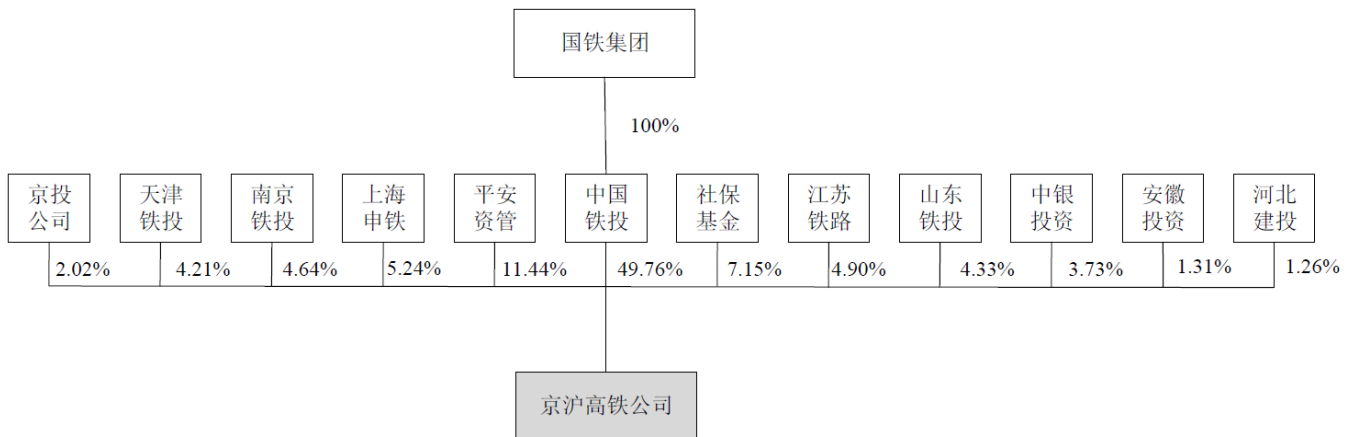 国铁集团
100%
京投
公司
天津
铁投
南京
铁投
上海
申铁
平安
资管
中国
铁投
社保
基金
江苏
铁路
山东
铁投
中银
投资
安徽
投资
河北
建投
2.02%
4.21%
4.64%
5.24%
11.44%
49.76%
7.15%
4.90%
4.33%
3.73%
1.31%
1.26%
京沪高铁公司